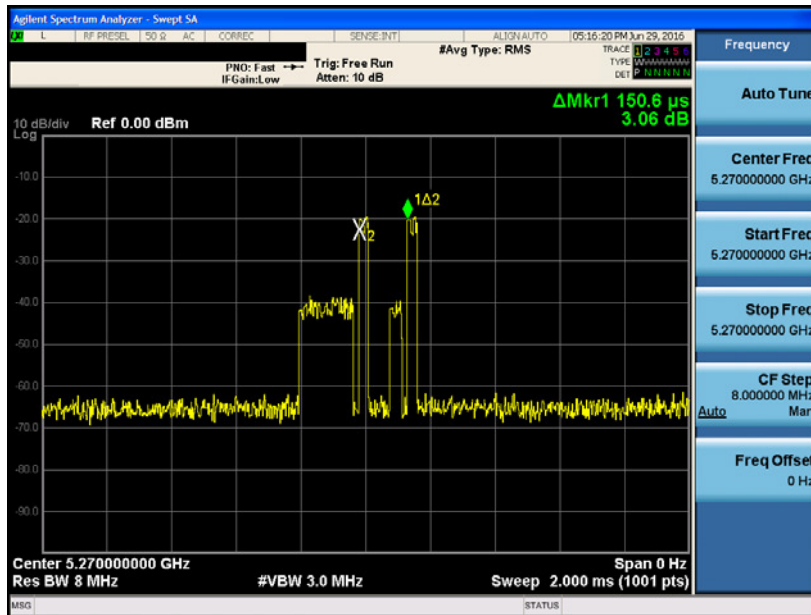 Agilent Spectrum Analyzer - Swept SA
L RF PRESEL 50 Ω AC CORREC SENSE:INT ALIGN AUTO 05:16:20 PM Jun 29, 2016
#Avg Type: RMS
TRACE 1 2 3 4 5 6
TYPE
DET P N N N N N
PNO: Fast
IFGain:Low
Trig: Free Run
Atten: 10 dB
ΔMkr1 150.6 µs
3.06 dB
10 dB/div Ref 0.00 dBm
Log
-10.0
-20.0
-30.0
-40.0
-50.0
-60.0
-70.0
-80.0
-90.0
X2
1Δ2
Center 5.270000000 GHz Span 0 Hz
Res BW 8 MHz #VBW 3.0 MHz Sweep 2.000 ms (1001 pts)
MSG STATUS
Frequency
Auto Tune
Center Freq
5.270000000 GHz
Start Freq
5.270000000 GHz
Stop Freq
5.270000000 GHz
CF Step
8.000000 MHz
Auto Man
Freq Offset
0 Hz